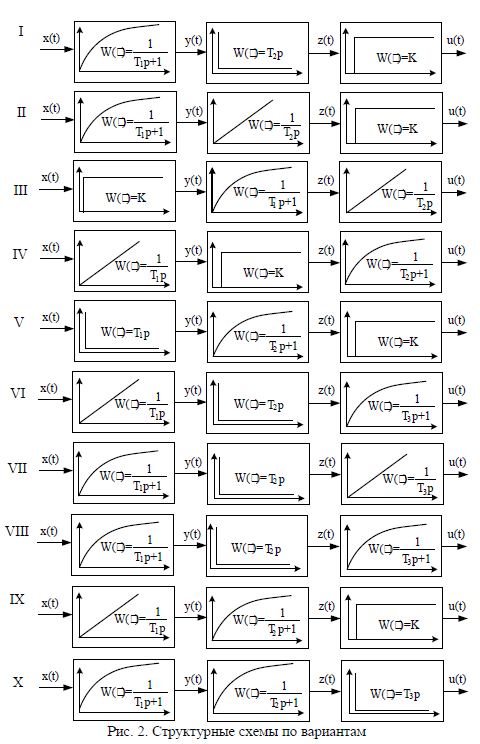 I x(t) W(□)=1/T₁p+1 y(t) W(□)=T₂p z(t) W(□)=K u(t)
II x(t) W(□)=1/T₁p+1 y(t) W(□)=1/T₂p z(t) W(□)=K u(t)
III x(t) W(□)=K y(t) W(□)=1/T₁p+1 z(t) W(□)=1/T₂p u(t)
IV x(t) W(□)=1/T₁p y(t) W(□)=K z(t) W(□)=1/T₂p+1 u(t)
V x(t) W(□)=T₁p y(t) W(□)=1/T₂p+1 z(t) W(□)=K u(t)
VI x(t) W(□)=1/T₁p y(t) W(□)=T₂p z(t) W(□)=1/T₃p+1 u(t)
VII x(t) W(□)=1/T₁p+1 y(t) W(□)=T₂p z(t) W(□)=1/T₃p u(t)
VIII x(t) W(□)=1/T₁p+1 y(t) W(□)=T₂p z(t) W(□)=1/T₃p+1 u(t)
IX x(t) W(□)=1/T₁p y(t) W(□)=1/T₂p+1 z(t) W(□)=K u(t)
X x(t) W(□)=1/T₁p+1 y(t) W(□)=1/T₂p+1 z(t) W(□)=T₃p u(t)
Рис. 2. Структурные схемы по вариантам